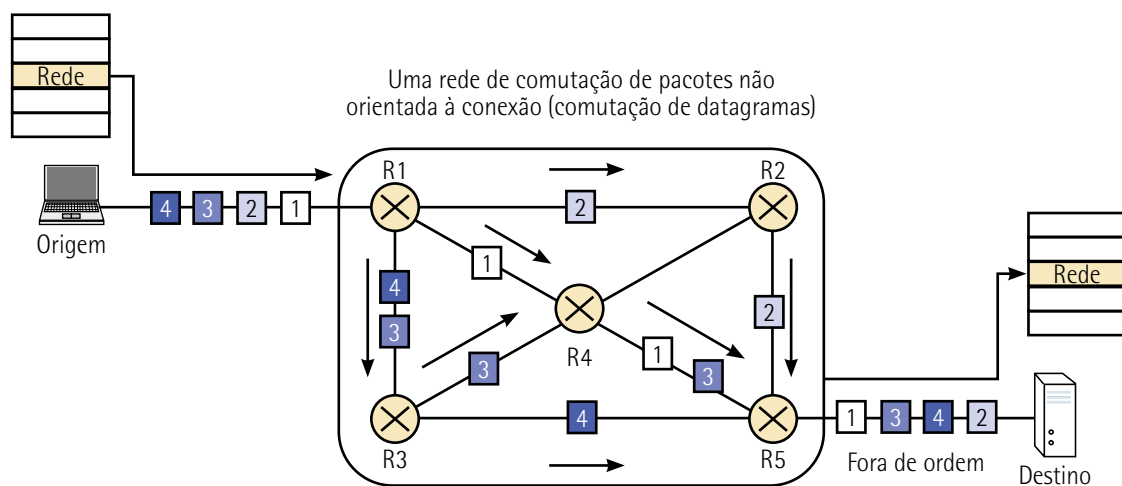 Rede
Uma rede de comutação de pacotes não
orientada à conexão (comutação de datagramas)
R1
R2
4 3 2 1
2
Origem
1
4
3
2
Rede
R4
1
3
3
4
1 3 4 2
R3
R5
Fora de ordem
Destino